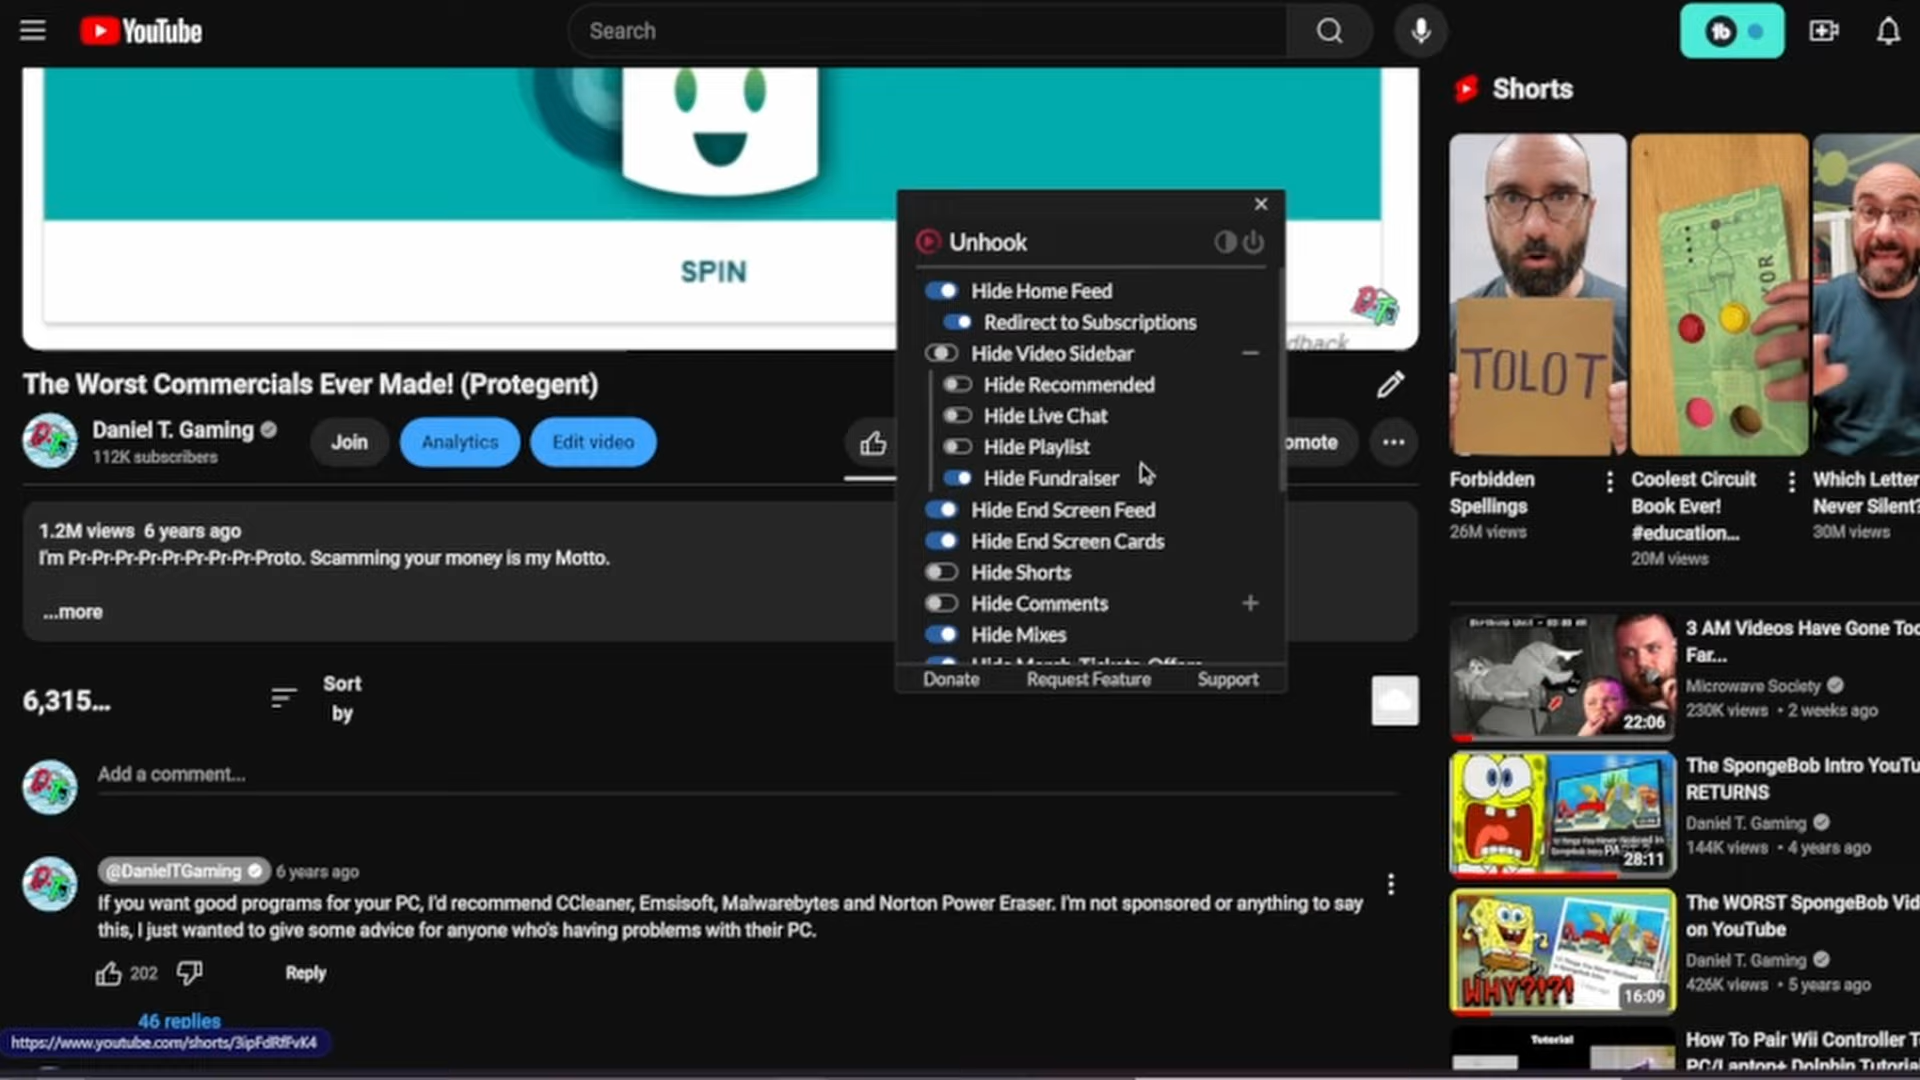 YouTube
Search
Shorts
SPIN
TOLOT
Unhook
Hide Home Feed
Redirect to Subscriptions
Hide Video Sidebar
Hide Recommended
Hide Live Chat
Hide Playlist
Hide Fundraiser
Hide End Screen Feed
Hide End Screen Cards
Hide Shorts
Hide Comments
Hide Mixes
Hide Merch, Tickets, Offers
Donate Request Feature Support
The Worst Commercials Ever Made! (Protegent)
Daniel T. Gaming
112K subscribers
Join
Analytics
Edit video
omote
1.2M views 6 years ago
I'm Pr-Pr-Pr-Pr-Pr-Pr-Pr-Pr-Proto. Scamming your money is my Motto.
...more
6,315...
Sort
by
Add a comment...
@DanielTGaming 6 years ago
If you want good programs for your PC, I'd recommend CCleaner, Emsisoft, Malwarebytes and Norton Power Eraser. I'm not sponsored or anything to say
this, I just wanted to give some advice for anyone who's having problems with their PC.
202
Reply
46 replies
Forbidden
Spellings
26M views
Coolest Circuit
Book Ever!
#education...
20M views
Which Letter
Never Silent?
30M views
22:06
3 AM Videos Have Gone Too
Far...
Microwave Society
230K views • 2 weeks ago
28:11
The SpongeBob Intro YouTu
RETURNS
Daniel T. Gaming
144K views • 4 years ago
WHY?!?!
16:09
The WORST SpongeBob Vid
on YouTube
Daniel T. Gaming
426K views • 5 years ago
Tutorial
How To Pair Wii Controller T
PC/Laptop+ Dolphin Tutorial